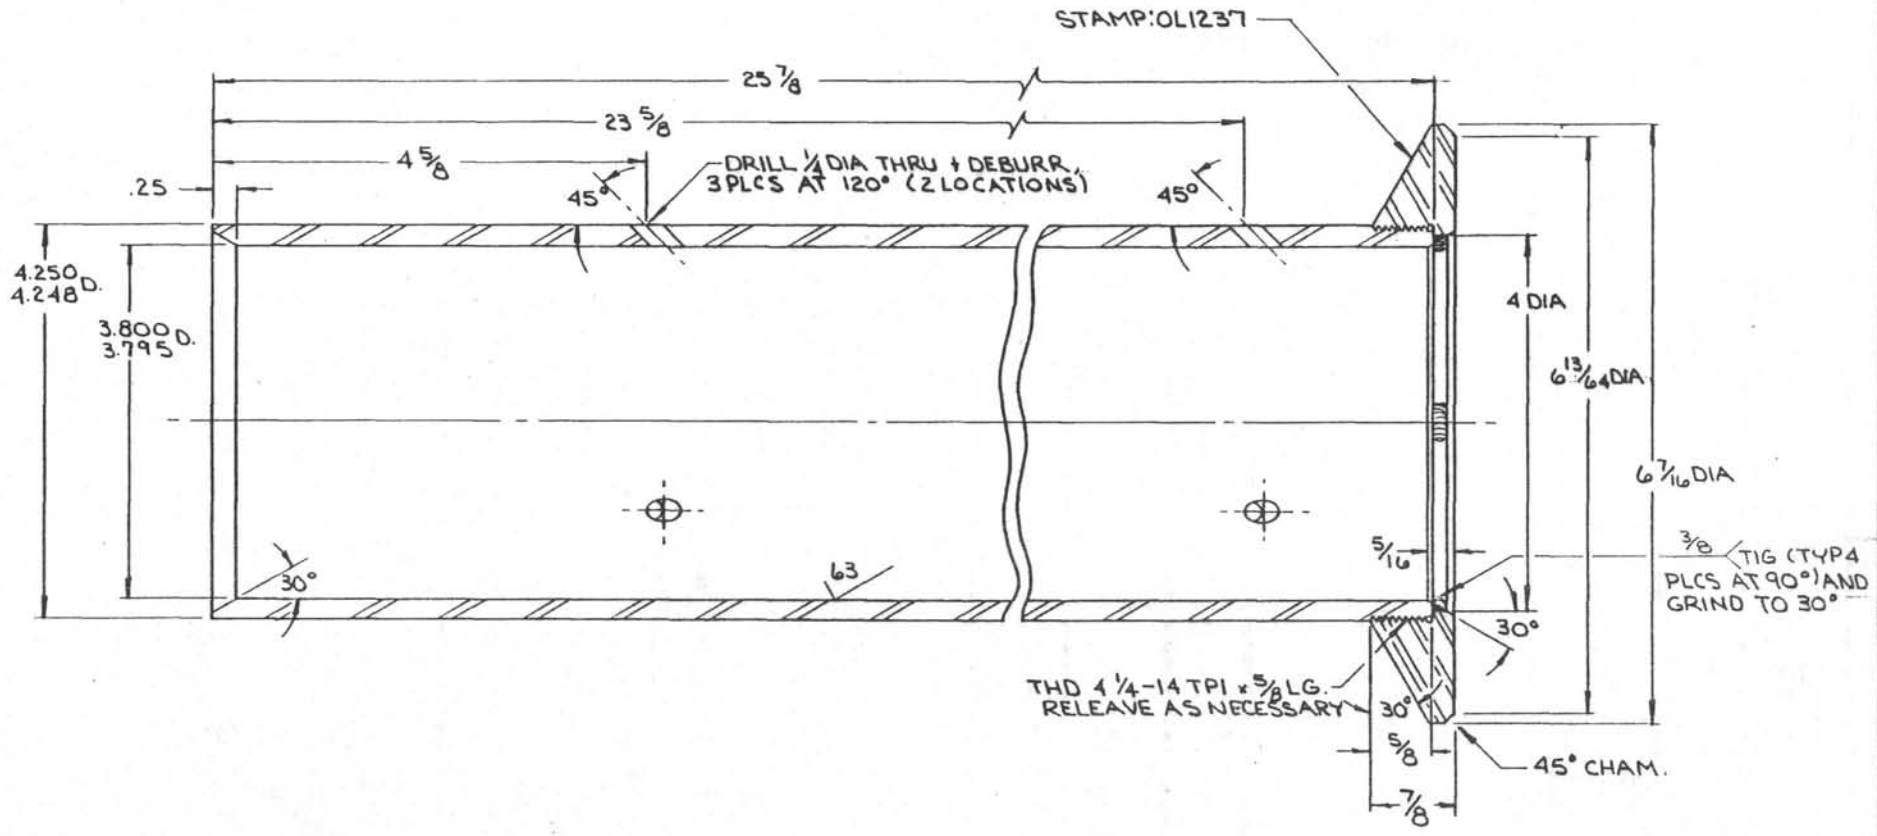 STAMP:OL1237
25 7/8
23 5/8
4 5/8
DRILL 1/4 DIA THRU + DEBURR,
3 PLCS AT 120° (2 LOCATIONS)
.25
45°
45°
4.250 D.
4.248
3.800 D.
3.795
4 DIA
6 13/64 DIA
6 7/16 DIA
5/16
3/8 TIG (TYP 4
PLCS AT 90°) AND
GRIND TO 30°
30°
63
30°
THD 4 1/4-14 TPI x 5/8 LG.
RELEAVE AS NECESSARY
30°
5/8
45° CHAM.
7/8